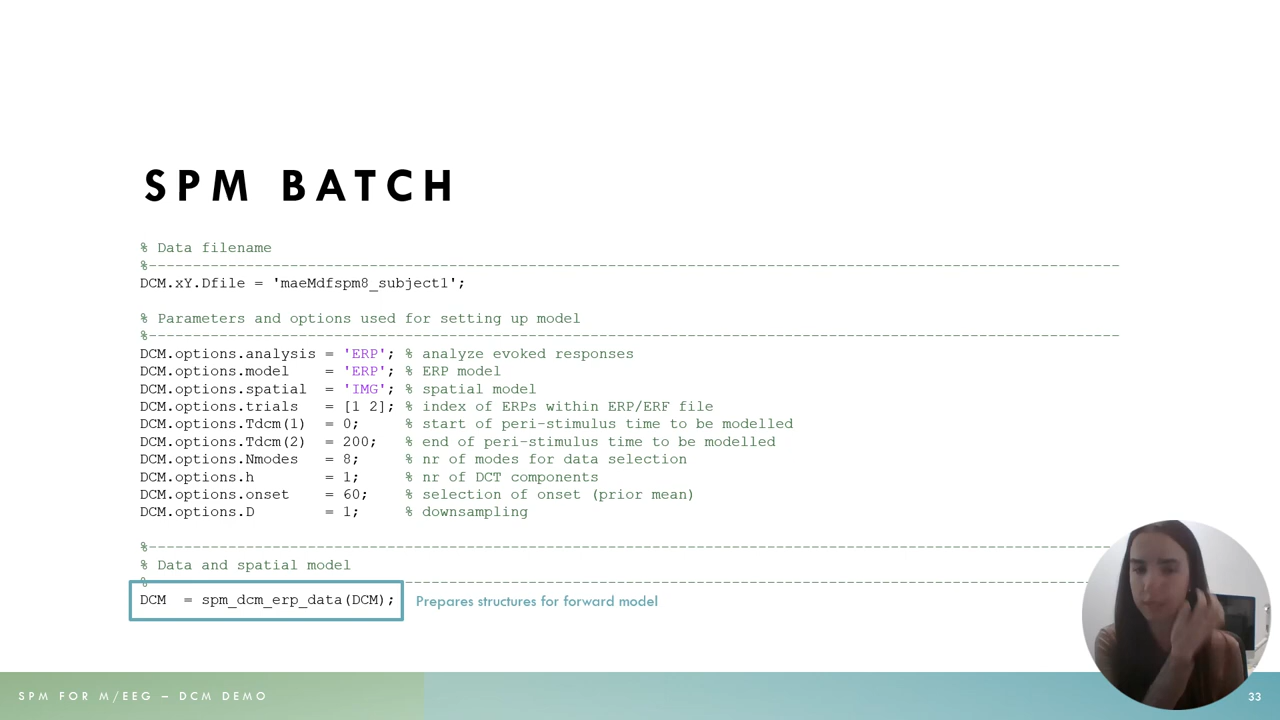 SPM BATCH
% Data filename
%--------------------------------------------------------------------------------------------------------------
DCM.xY.Dfile = 'maeMdfspm8_subject1';
% Parameters and options used for setting up model
%--------------------------------------------------------------------------------------------------------------
DCM.options.analysis = 'ERP'; % analyze evoked responses
DCM.options.model    = 'ERP'; % ERP model
DCM.options.spatial  = 'IMG'; % spatial model
DCM.options.trials   = [1 2]; % index of ERPs within ERP/ERF file
DCM.options.Tdcm(1)  = 0;     % start of peri-stimulus time to be modelled
DCM.options.Tdcm(2)  = 200;   % end of peri-stimulus time to be modelled
DCM.options.Nmodes   = 8;     % nr of modes for data selection
DCM.options.h        = 1;     % nr of DCT components
DCM.options.onset    = 60;    % selection of onset (prior mean)
DCM.options.D        = 1;     % downsampling
%--------------------------------------------------------------------------------------------------------------
% Data and spatial model
%--------------------------------------------------------------------------------------------------------------
DCM  = spm_dcm_erp_data(DCM); Prepares structures for forward model
SPM FOR M/EEG – DCM DEMO
33